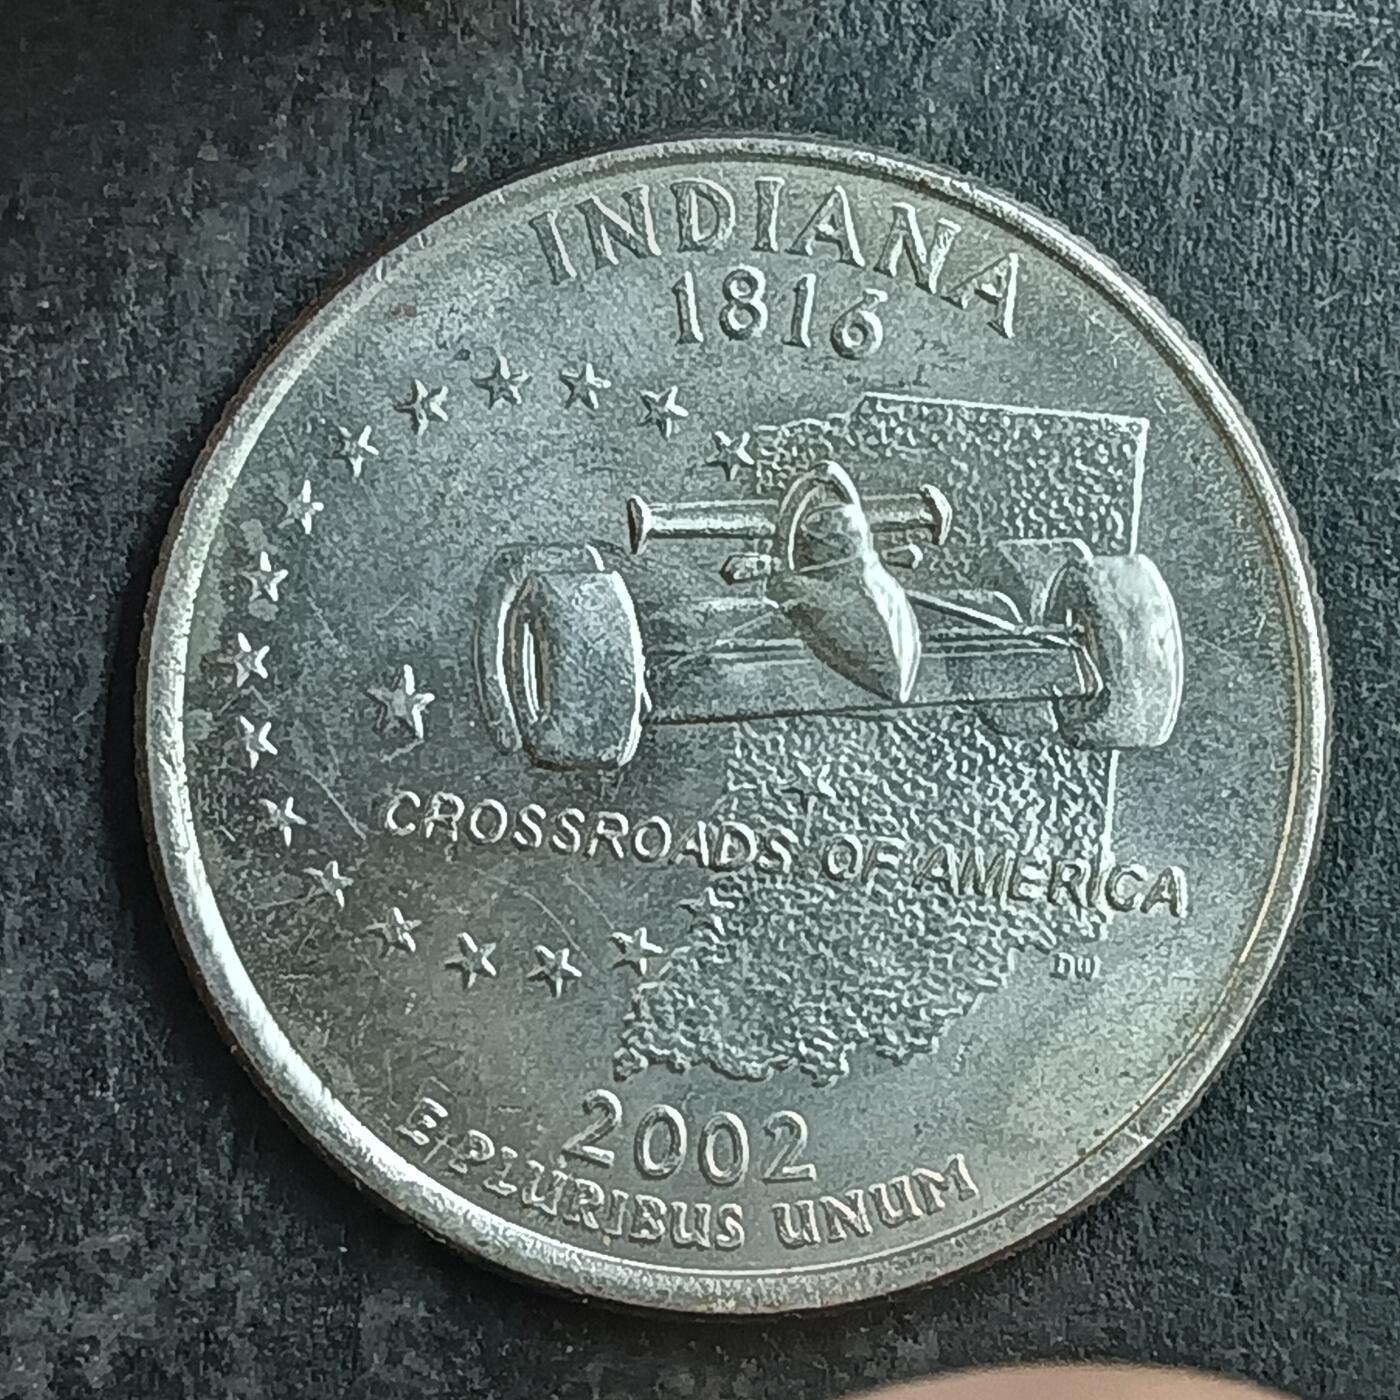 INDIANA
1816
CROSSROADS OF AMERICA
DW
2002
E PLURIBUS UNUM